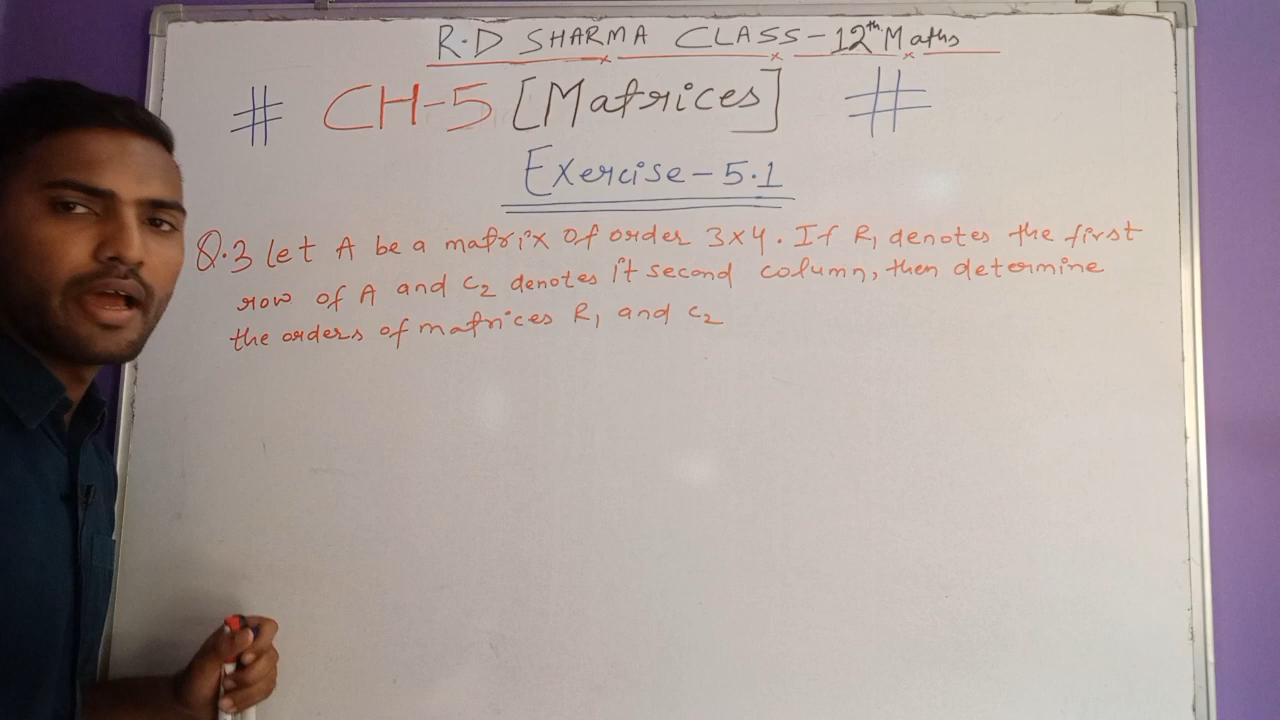 R.D SHARMA CLASS-12th Maths
# CH-5 [Matrices] #
Exercise-5.1
Q.3 let A be a matrix of order 3x4. If R1 denotes the first
row of A and C2 denotes it second column, then determine
the orders of matrices R1 and C2